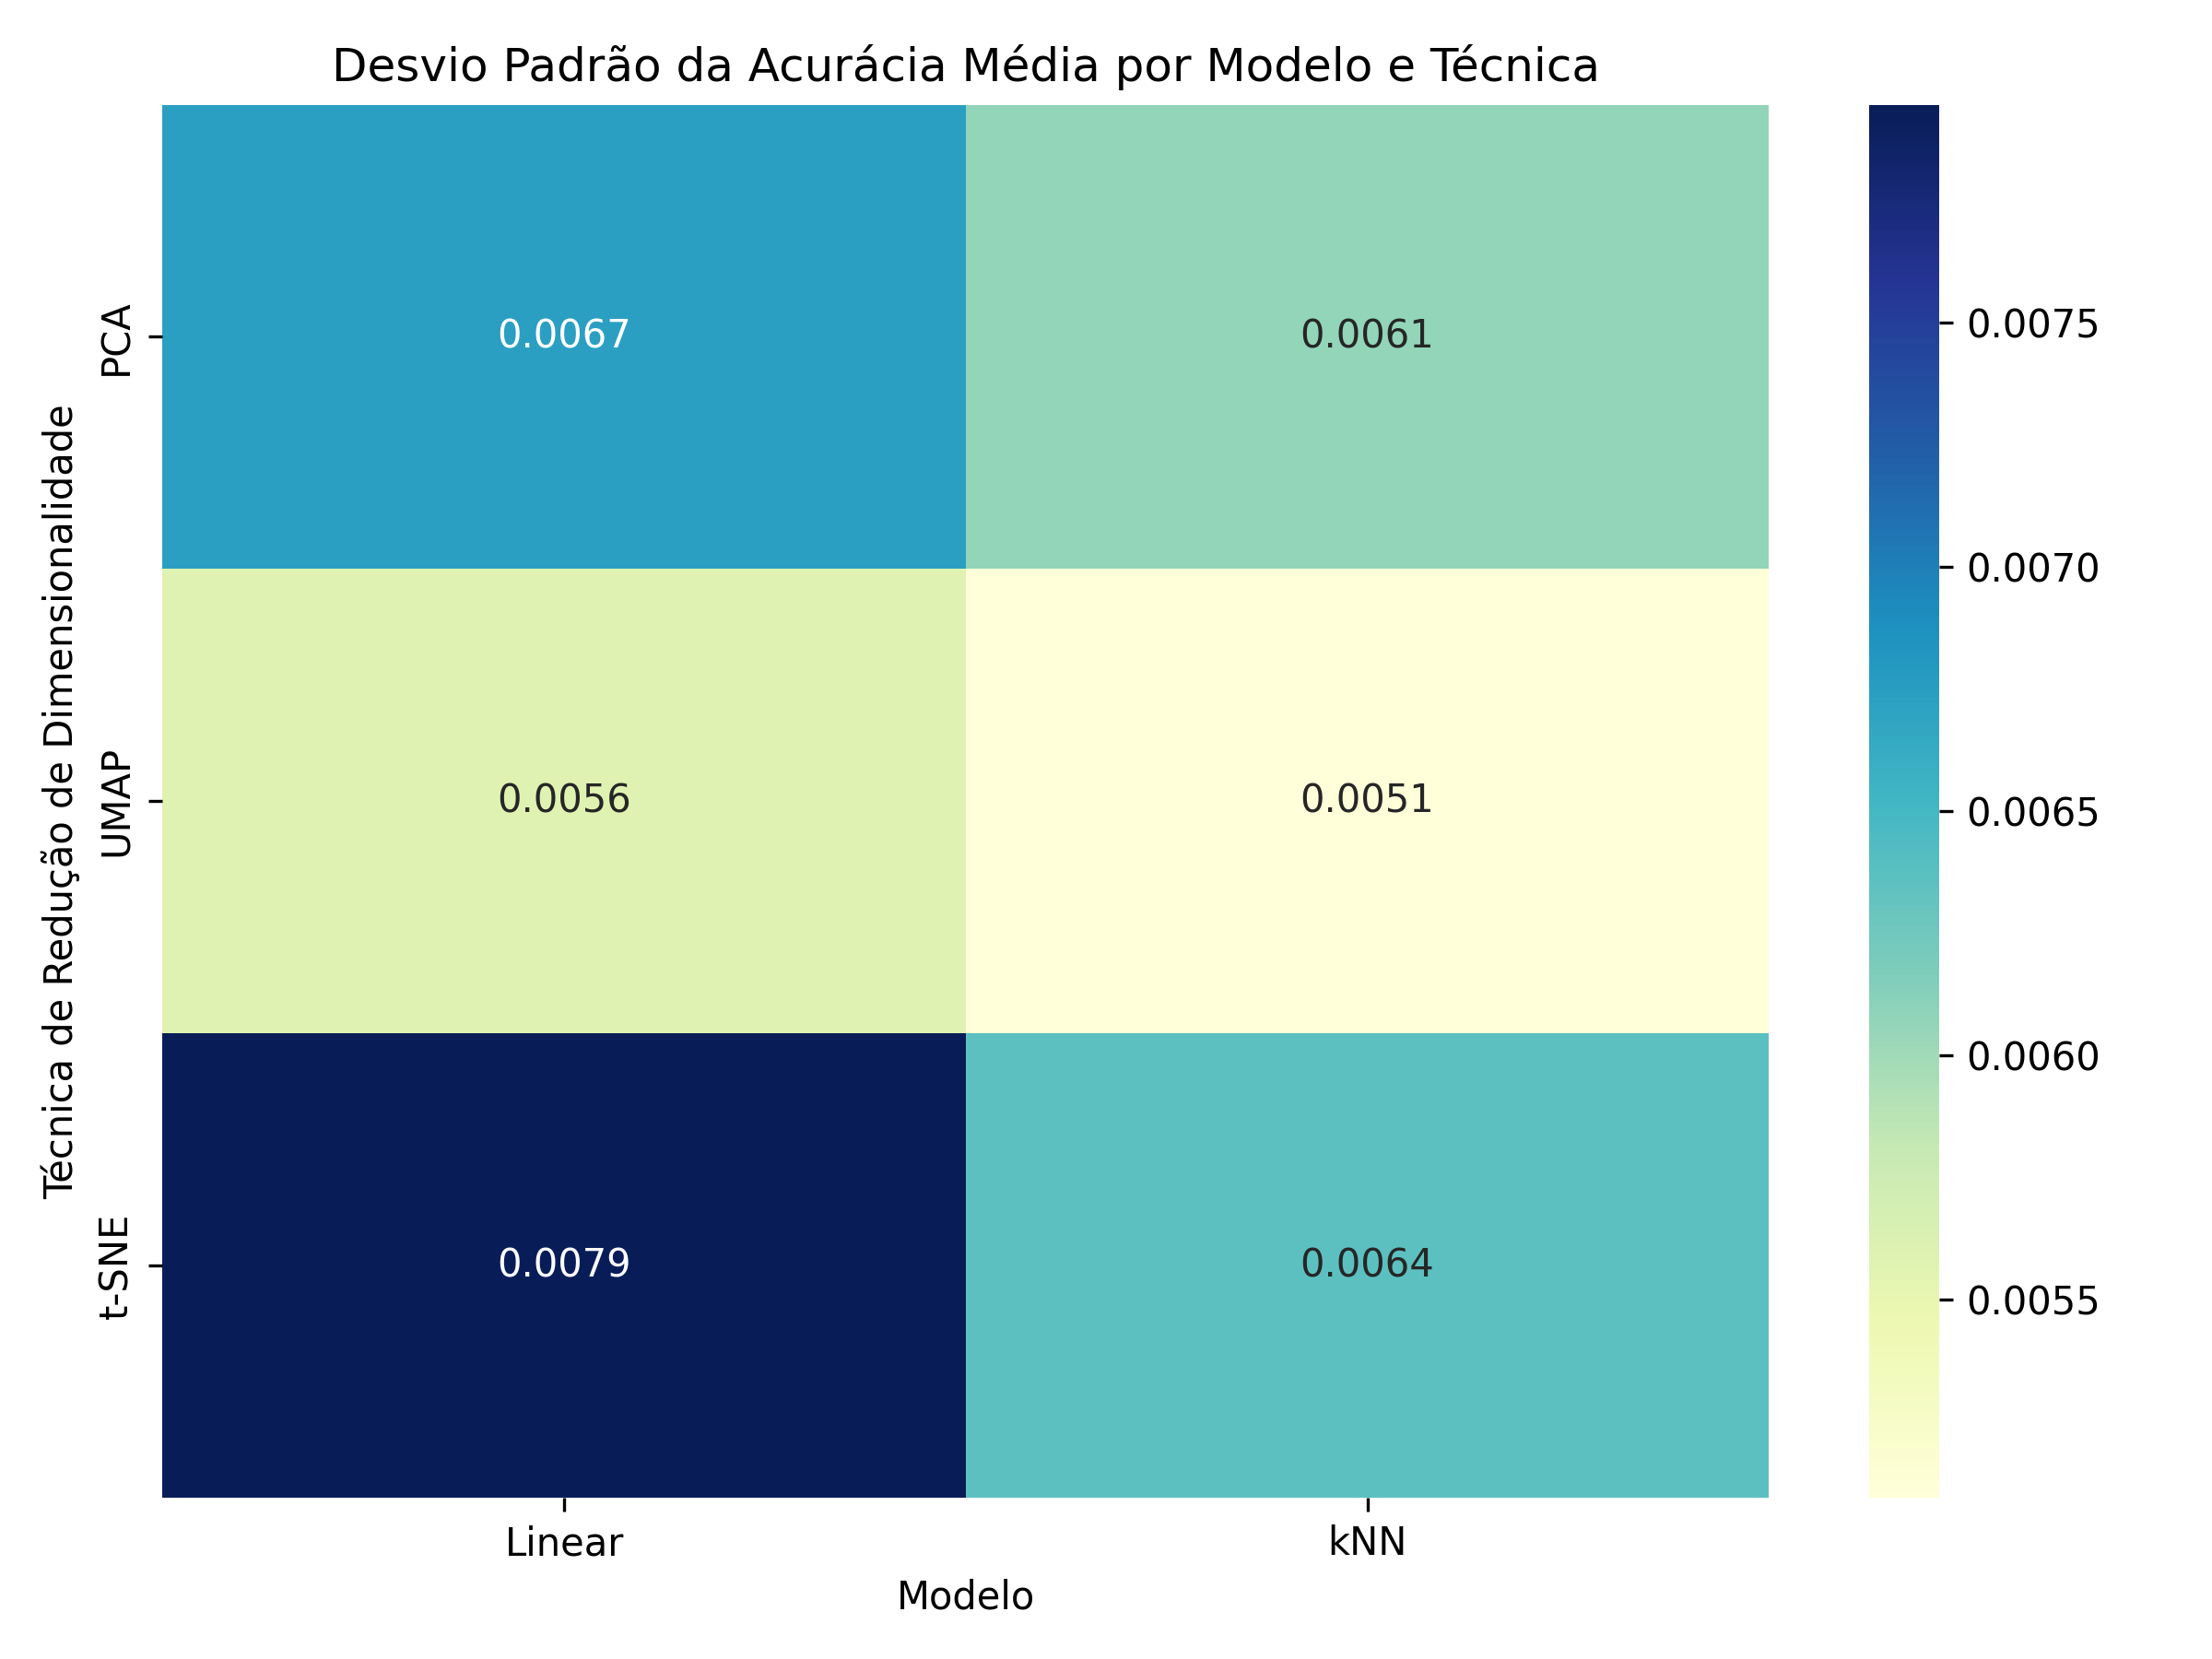 Desvio Padrão da Acurácia Média por Modelo e Técnica
Técnica de Redução de Dimensionalidade
PCA
0.0067
0.0061
UMAP
0.0056
0.0051
t-SNE
0.0079
0.0064
Linear
kNN
Modelo
0.0075
0.0070
0.0065
0.0060
0.0055